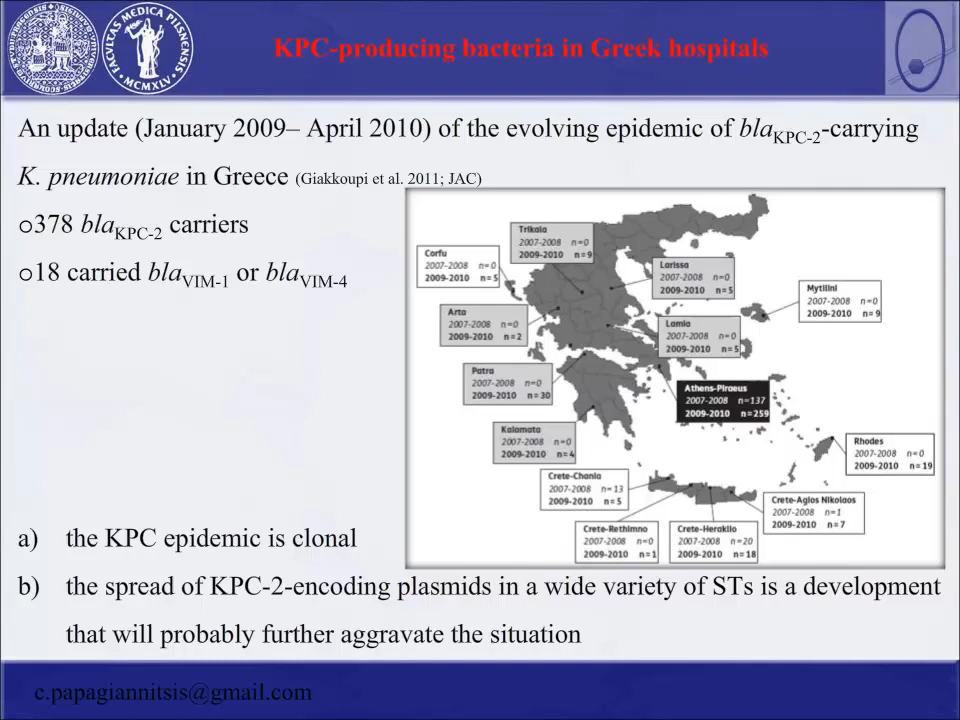 KPC-producing bacteria in Greek hospitals
FACULTAS MEDICA PILSNENSIS
MCMXLV
An update (January 2009– April 2010) of the evolving epidemic of blaKPC-2-carrying
K. pneumoniae in Greece (Giakkoupi et al. 2011; JAC)
o378 blaKPC-2 carriers
o18 carried blaVIM-1 or blaVIM-4
Trikala
2007-2008 n=0
2009-2010 n=9
Corfu
2007-2008 n=0
2009-2010 n=5
Larissa
2007-2008 n=0
2009-2010 n=5
Mytilini
2007-2008 n=0
2009-2010 n=9
Arta
2007-2008 n=0
2009-2010 n=2
Lamia
2007-2008 n=0
2009-2010 n=5
Patra
2007-2008 n=0
2009-2010 n=30
Athens-Piraeus
2007-2008 n=137
2009-2010 n=259
Kalamata
2007-2008 n=0
2009-2010 n=4
Rhodes
2007-2008 n=0
2009-2010 n=19
Crete-Chania
2007-2008 n=13
2009-2010 n=5
Crete-Agios Nikolaos
2007-2008 n=1
2009-2010 n=7
Crete-Rethimno
2007-2008 n=0
2009-2010 n=1
Crete-Heraklio
2007-2008 n=20
2009-2010 n=18
a) the KPC epidemic is clonal
b) the spread of KPC-2-encoding plasmids in a wide variety of STs is a development
that will probably further aggravate the situation
c.papagiannitsis@gmail.com